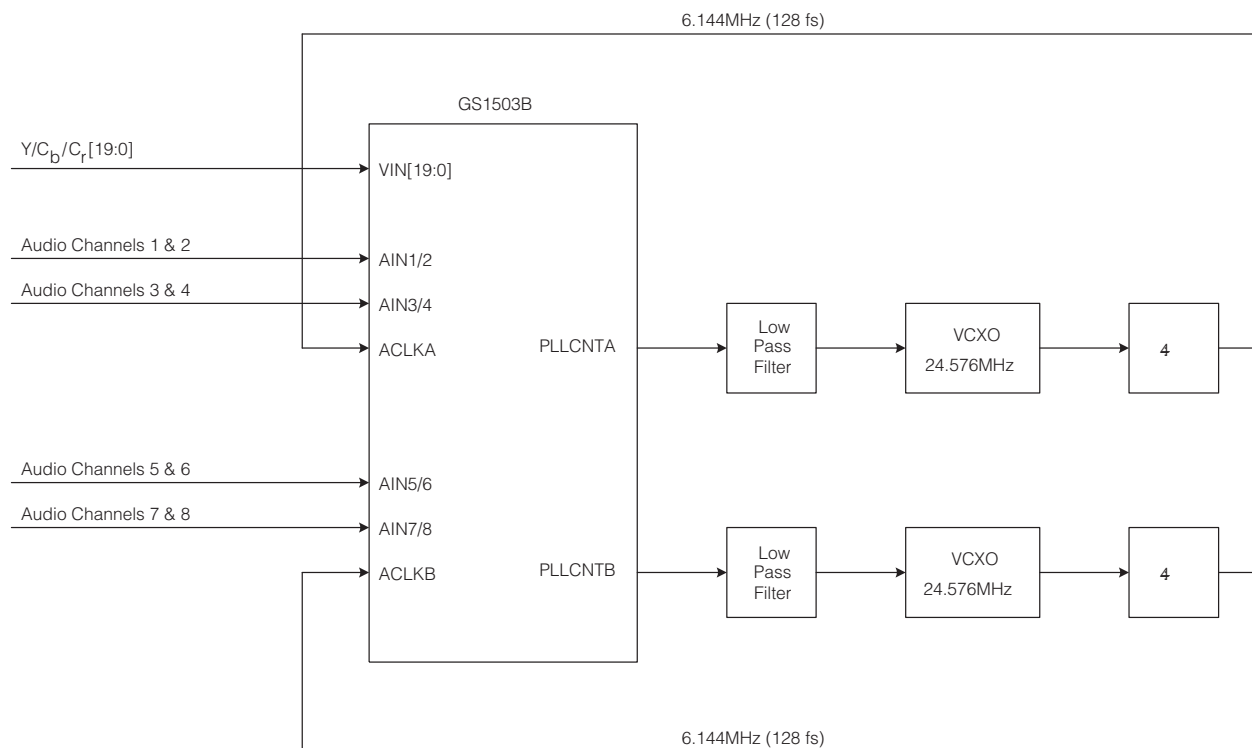 6.144MHz (128 fs)
GS1503B
Y/Cb/Cr[19:0]
VIN[19:0]
Audio Channels 1 & 2
AIN1/2
Audio Channels 3 & 4
AIN3/4
ACLKA
PLLCNTA
Low
Pass
Filter
VCXO
24.576MHz
4
Audio Channels 5 & 6
AIN5/6
Audio Channels 7 & 8
AIN7/8
ACLKB
PLLCNTB
Low
Pass
Filter
VCXO
24.576MHz
4
6.144MHz (128 fs)